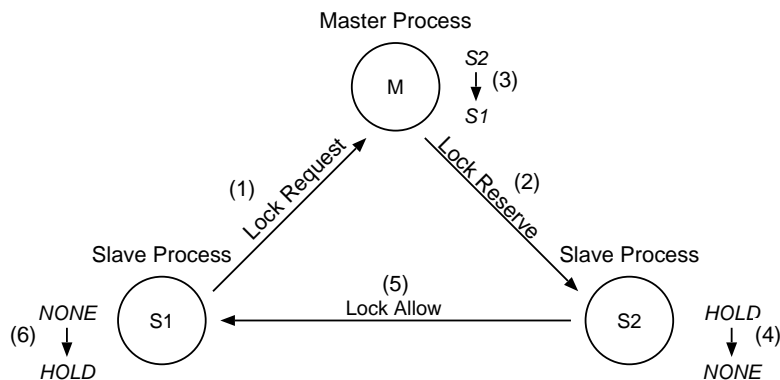 Master Process
M
S2
(3)
S1
(1)
Lock Request
Lock Reserve
(2)
Slave Process
Slave Process
(5)
Lock Allow
S1
S2
NONE
(6)
HOLD
HOLD
(4)
NONE